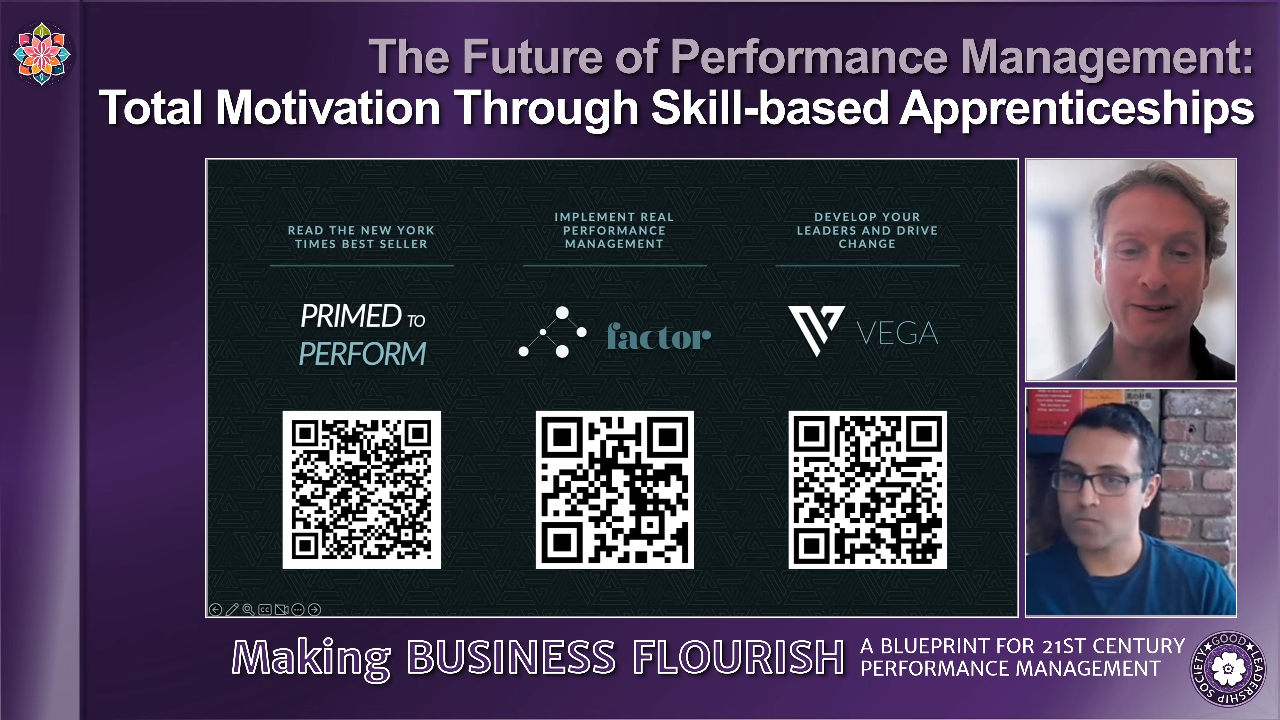 The Future of Performance Management:
Total Motivation Through Skill-based Apprenticeships
READ THE NEW YORK
TIMES BEST SELLER
PRIMED TO
PERFORM
IMPLEMENT REAL
PERFORMANCE
MANAGEMENT
factor
DEVELOP YOUR
LEADERS AND DRIVE
CHANGE
VEGA
CC
Making BUSINESS FLOURISH
A BLUEPRINT FOR 21ST CENTURY
PERFORMANCE MANAGEMENT
GOOD LEADERSHIP SOCIETY